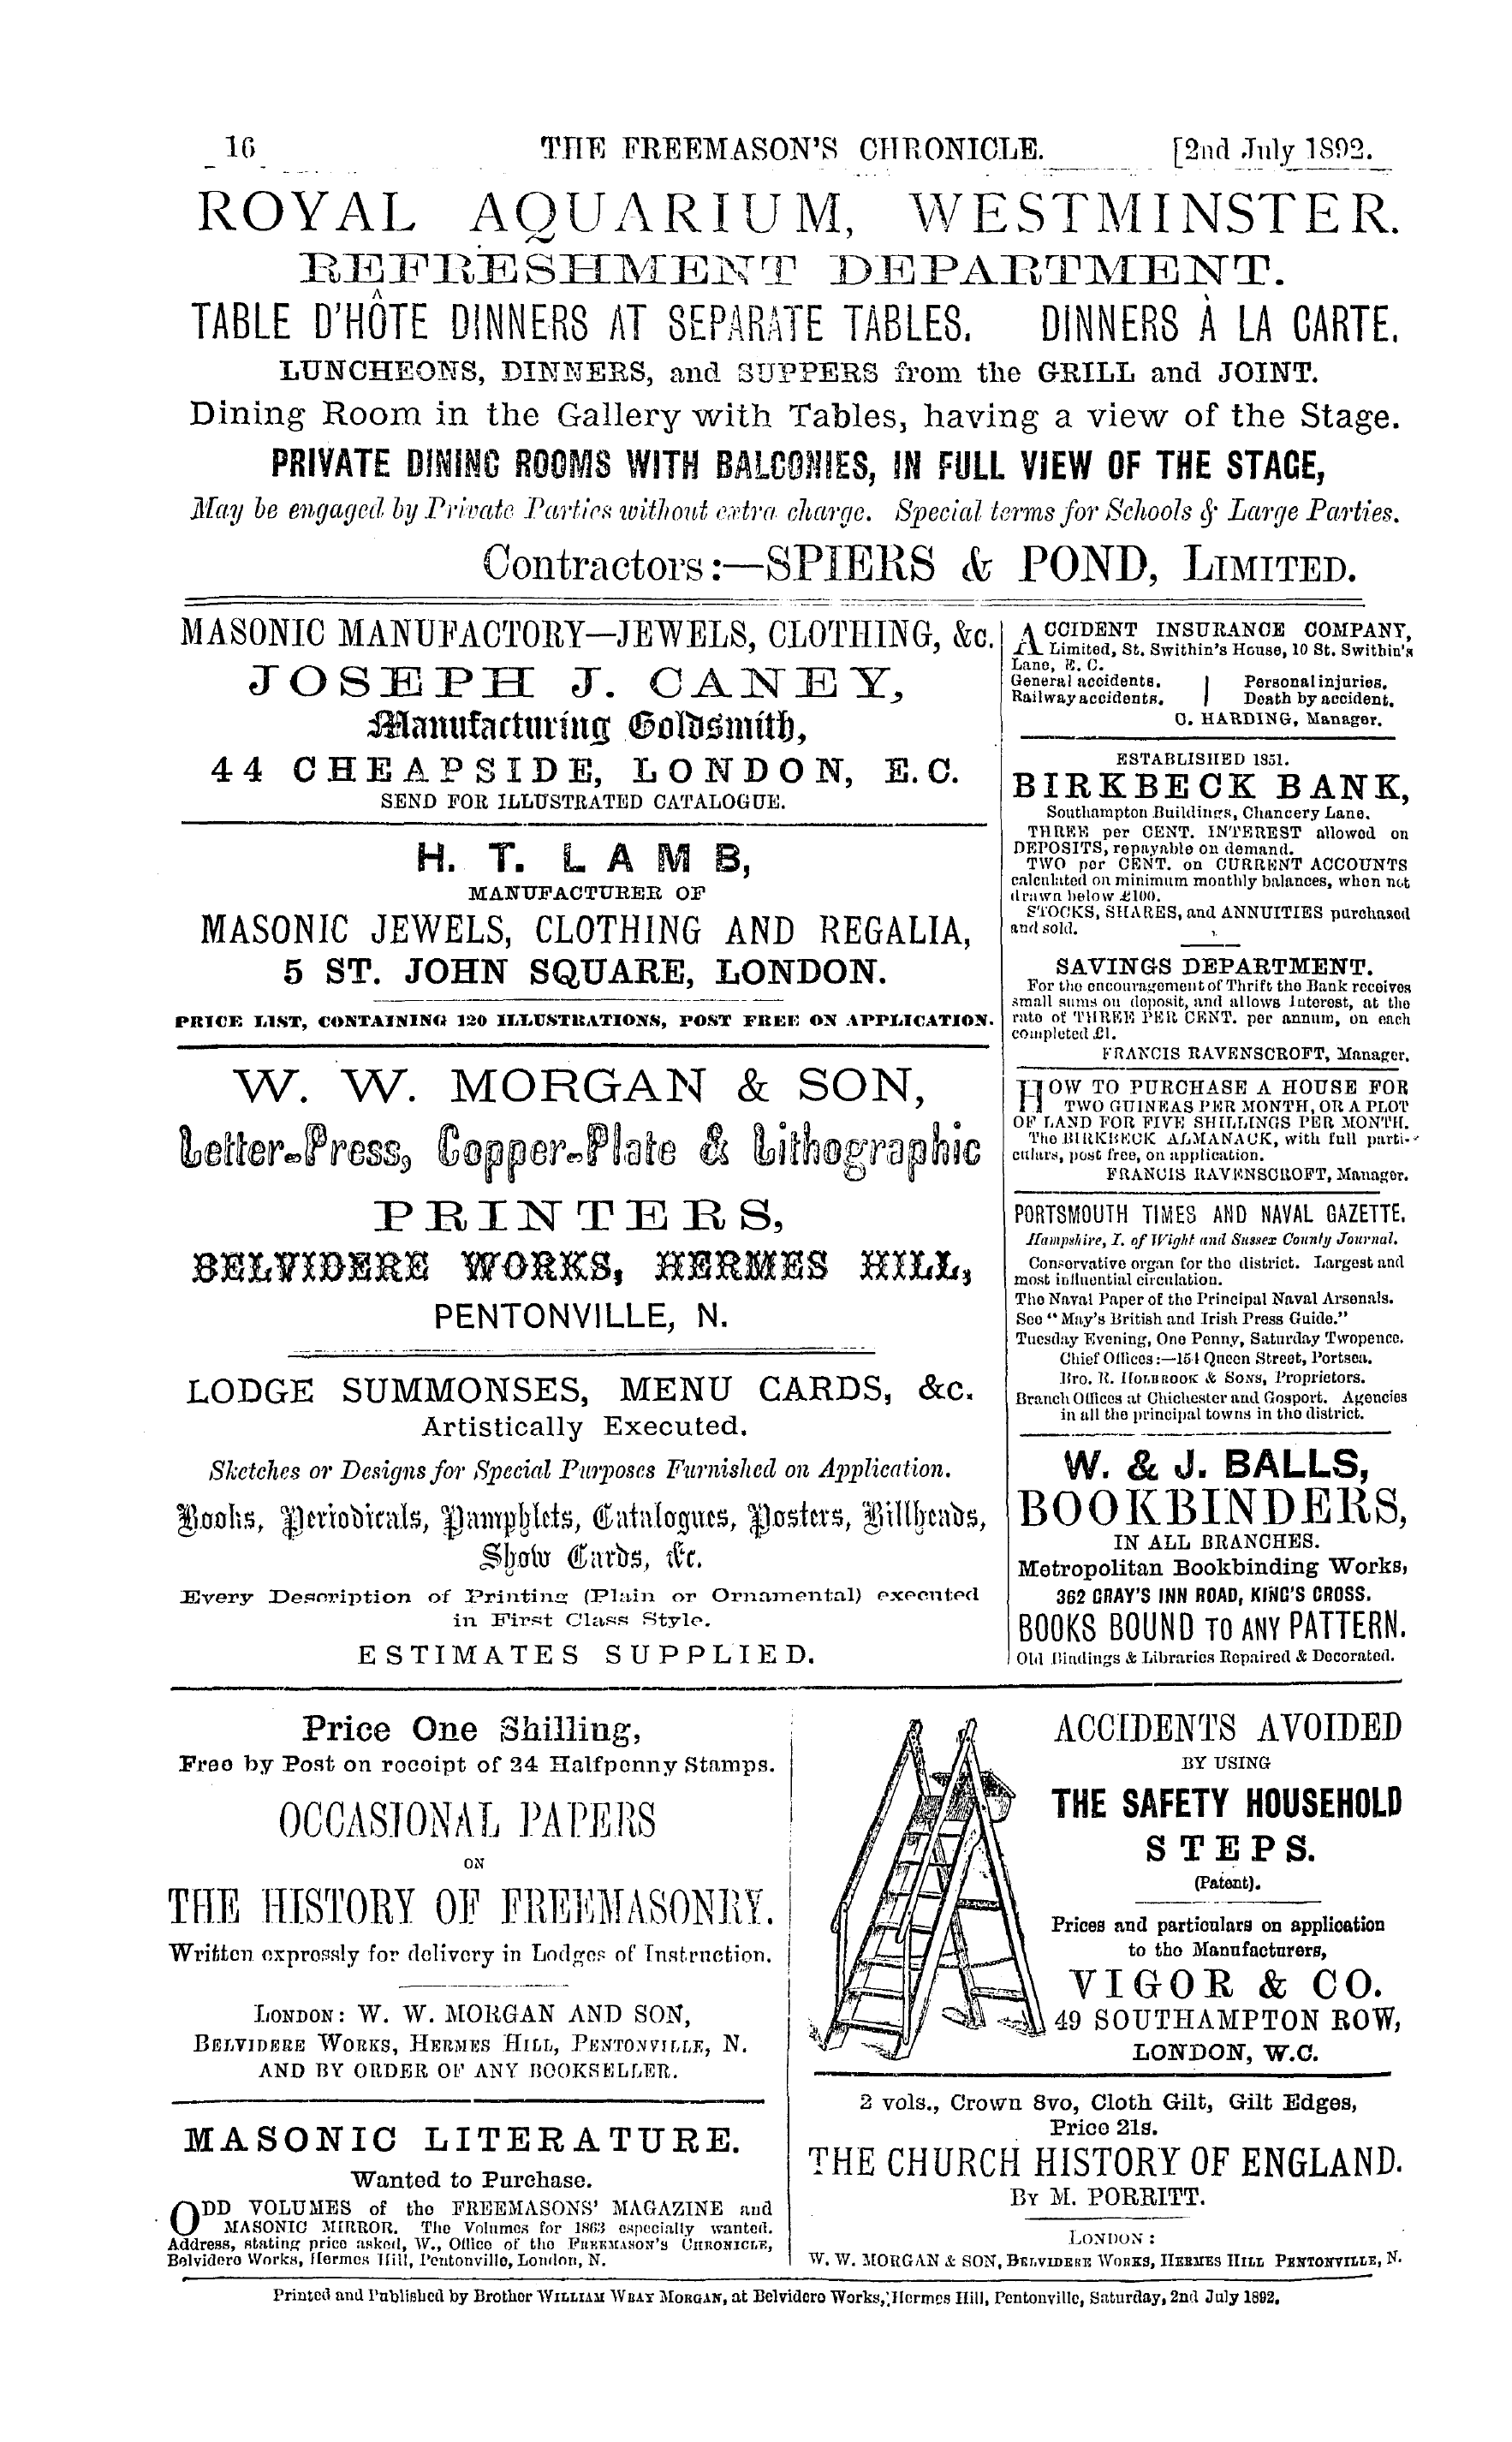 16 THE FREEMASON'S CHRONICLE. [2nd July 1892.
ROYAL AQUARIUM, WESTMINSTER.
REFRESHMENT DEPARTMENT.
TABLE D'HÔTE DINNERS AT SEPARATE TABLES. DINNERS À LA CARTE.
LUNCHEONS, DINNERS, and SUPPERS from the GRILL and JOINT.
Dining Room in the Gallery with Tables, having a view of the Stage.
PRIVATE DINING ROOMS WITH BALCONIES, IN FULL VIEW OF THE STAGE,
May be engaged by Private Parties without extra charge. Special terms for Schools & Large Parties.
Contractors:—SPIERS & POND, LIMITED.
MASONIC MANUFACTORY—JEWELS, CLOTHING, &c.
JOSEPH J. CANEY,
Manufacturing Goldsmith,
44 CHEAPSIDE, LONDON, E.C.
SEND FOR ILLUSTRATED CATALOGUE.
H. T. LAMB,
MANUFACTURER OF
MASONIC JEWELS, CLOTHING AND REGALIA,
5 ST. JOHN SQUARE, LONDON.
PRICE LIST, CONTAINING 120 ILLUSTRATIONS, POST FREE ON APPLICATION.
W. W. MORGAN & SON,
Letter-Press, Copper-Plate & Lithographic
PRINTERS,
BELVIDERE WORKS, HERMES HILL,
PENTONVILLE, N.
LODGE SUMMONSES, MENU CARDS, &c.
Artistically Executed.
Sketches or Designs for Special Purposes Furnished on Application.
Books, Periodicals, Pamphlets, Catalogues, Posters, Billheads,
Show Cards, &c.
Every Description of Printing (Plain or Ornamental) executed
in First Class Style.
ESTIMATES SUPPLIED.
ACCIDENT INSURANCE COMPANY,
Limited, St. Swithin's House, 10 St. Swithin's
Lane, E.C.
General accidents. | Personal injuries.
Railway accidents. | Death by accident.
C. HARDING, Manager.
ESTABLISHED 1851.
BIRKBECK BANK,
Southampton Buildings, Chancery Lane.
THREE per CENT. INTEREST allowed on
DEPOSITS, repayable on demand.
TWO per CENT. on CURRENT ACCOUNTS
calculated on minimum monthly balances, when not
drawn below £100.
STOCKS, SHARES, and ANNUITIES purchased
and sold.
SAVINGS DEPARTMENT.
For the encouragement of Thrift the Bank receives
small sums on deposit, and allows Interest, at the
rate of THREE PER CENT. per annum, on each
completed £1.
FRANCIS RAVENSCROFT, Manager.
HOW TO PURCHASE A HOUSE FOR
TWO GUINEAS PER MONTH, OR A PLOT
OF LAND FOR FIVE SHILLINGS PER MONTH.
The BIRKBECK ALMANACK, with full parti-
culars, post free, on application.
FRANCIS RAVENSCROFT, Manager.
PORTSMOUTH TIMES AND NAVAL GAZETTE.
Hampshire, I. of Wight and Sussex County Journal.
Conservative organ for the district. Largest and
most influential circulation.
The Naval Paper of the Principal Naval Arsenals.
See "May's British and Irish Press Guide."
Tuesday Evening, One Penny, Saturday Twopence.
Chief Offices:—154 Queen Street, Portsea.
Bro. R. HOLBROOK & SONS, Proprietors.
Branch Offices at Chichester and Gosport. Agencies
in all the principal towns in the district.
W. & J. BALLS,
BOOKBINDERS,
IN ALL BRANCHES.
Metropolitan Bookbinding Works,
362 GRAY'S INN ROAD, KING'S CROSS.
BOOKS BOUND TO ANY PATTERN.
Old Bindings & Libraries Repaired & Decorated.
Price One Shilling,
Free by Post on receipt of 24 Halfpenny Stamps.
OCCASIONAL PAPERS
ON
THE HISTORY OF FREEMASONRY.
Written expressly for delivery in Lodges of Instruction.
LONDON: W. W. MORGAN AND SON,
BELVIDERE WORKS, HERMES HILL, PENTONVILLE, N.
AND BY ORDER OF ANY BOOKSELLER.
MASONIC LITERATURE.
Wanted to Purchase.
ODD VOLUMES of the FREEMASONS' MAGAZINE and
MASONIC MIRROR. The Volumes for 1863 especially wanted.
Address, stating price asked, W., Office of the FREEMASON'S CHRONICLE,
Belvidere Works, Hermes Hill, Pentonville, London, N.
ACCIDENTS AVOIDED
BY USING
THE SAFETY HOUSEHOLD
STEPS.
(Patent).
Prices and particulars on application
to the Manufacturers,
VIGOR & CO.
49 SOUTHAMPTON ROW,
LONDON, W.C.
2 vols., Crown 8vo, Cloth Gilt, Gilt Edges,
Price 21s.
THE CHURCH HISTORY OF ENGLAND.
BY M. PORRITT.
LONDON:
W. W. MORGAN & SON, BELVIDERE WORKS, HERMES HILL PENTONVILLE, N.
Printed and Published by Brother WILLIAM WRAY MORGAN, at Belvidere Works, Hermes Hill, Pentonville, Saturday, 2nd July 1892.